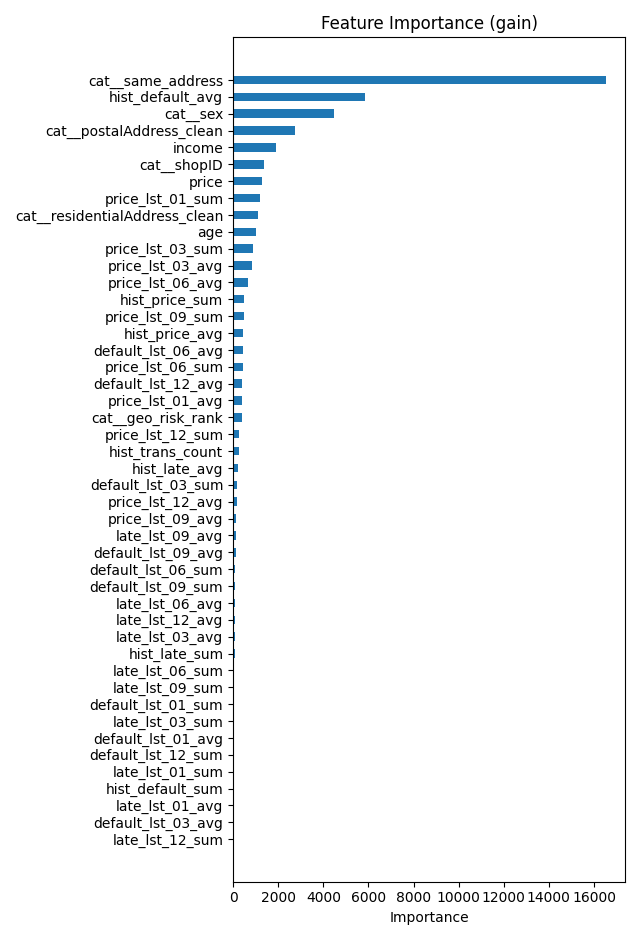 Feature Importance (gain)
cat__same_address
hist_default_avg
cat__sex
cat__postalAddress_clean
income
cat__shopID
price
price_lst_01_sum
cat__residentialAddress_clean
age
price_lst_03_sum
price_lst_03_avg
price_lst_06_avg
hist_price_sum
price_lst_09_sum
hist_price_avg
default_lst_06_avg
price_lst_06_sum
default_lst_12_avg
price_lst_01_avg
cat__geo_risk_rank
price_lst_12_sum
hist_trans_count
hist_late_avg
default_lst_03_sum
price_lst_12_avg
price_lst_09_avg
late_lst_09_avg
default_lst_09_avg
default_lst_06_sum
default_lst_09_sum
late_lst_06_avg
late_lst_12_avg
late_lst_03_avg
hist_late_sum
late_lst_06_sum
late_lst_09_sum
default_lst_01_sum
late_lst_03_sum
default_lst_01_avg
default_lst_12_sum
late_lst_01_sum
hist_default_sum
late_lst_01_avg
default_lst_03_avg
late_lst_12_sum
0 2000 4000 6000 8000 10000 12000 14000 16000
Importance